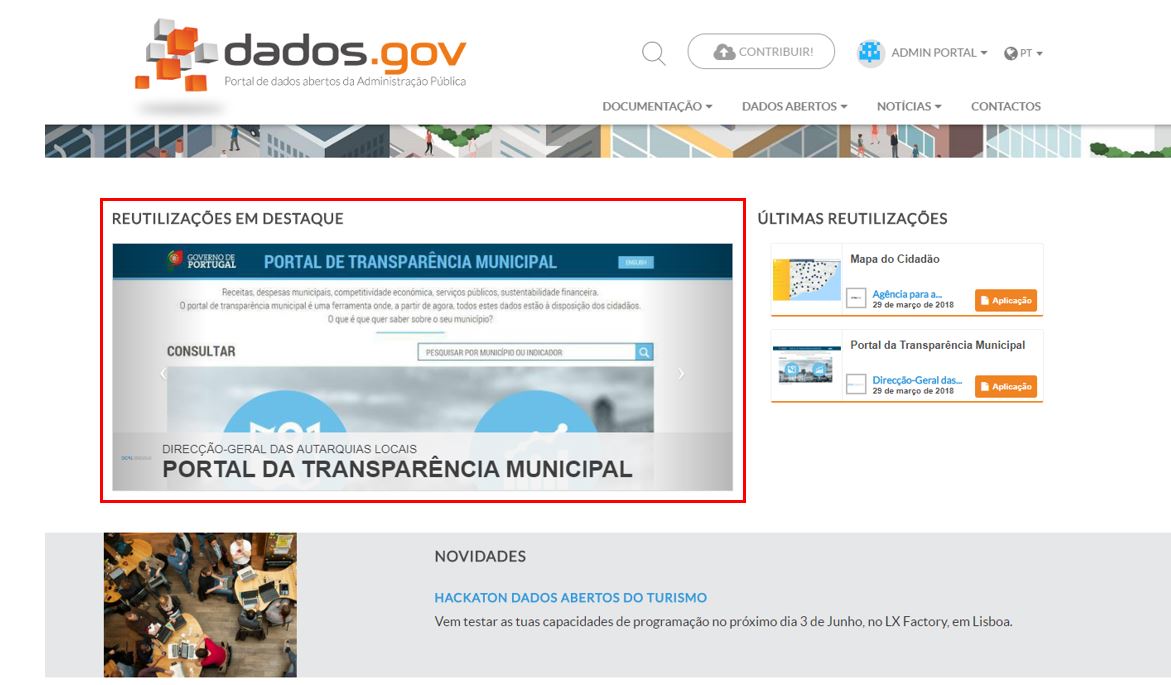 dados.gov
Portal de dados abertos da Administração Pública
CONTRIBUIR!
ADMIN PORTAL
PT
DOCUMENTAÇÃO
DADOS ABERTOS
NOTÍCIAS
CONTACTOS
REUTILIZAÇÕES EM DESTAQUE
GOVERNO DE
PORTUGAL
PORTAL DE TRANSPARÊNCIA MUNICIPAL
ENGLISH
Receitas, despesas municipais, competitividade económica, serviços públicos, sustentabilidade financeira.
O portal de transparência municipal é uma ferramenta onde, a partir de agora, todos estes dados estão à disposição dos cidadãos.
O que é que quer saber sobre o seu município?
CONSULTAR
PESQUISAR POR MUNICÍPIO OU INDICADOR
DIRECÇÃO-GERAL DAS AUTARQUIAS LOCAIS
PORTAL DA TRANSPARÊNCIA MUNICIPAL
ÚLTIMAS REUTILIZAÇÕES
Mapa do Cidadão
Agência para a...
29 de março de 2018
Aplicação
Portal da Transparência Municipal
Direcção-Geral das...
29 de março de 2018
Aplicação
NOVIDADES
HACKATON DADOS ABERTOS DO TURISMO
Vem testar as tuas capacidades de programação no próximo dia 3 de Junho, no LX Factory, em Lisboa.